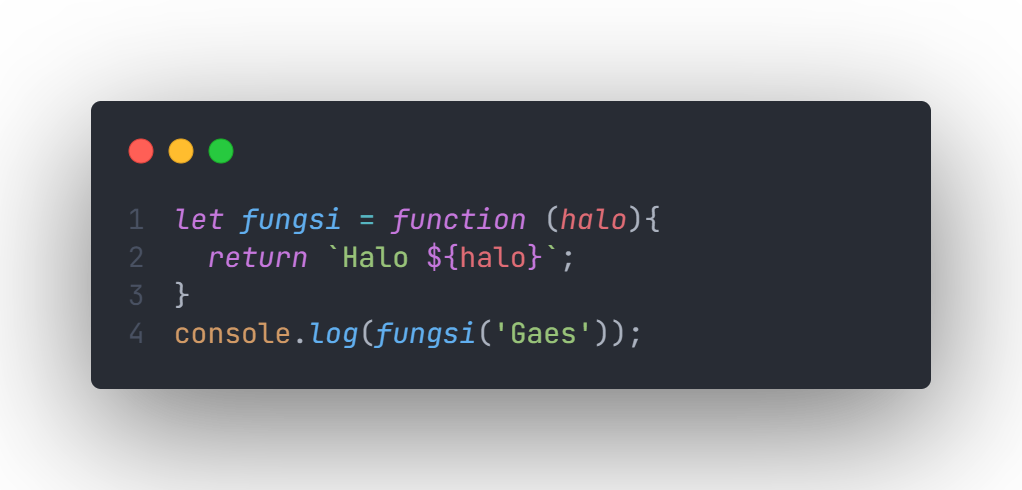 1 let fungsi = function (halo){
2   return `Halo ${halo}`;
3 }
4 console.log(fungsi('Gaes'));